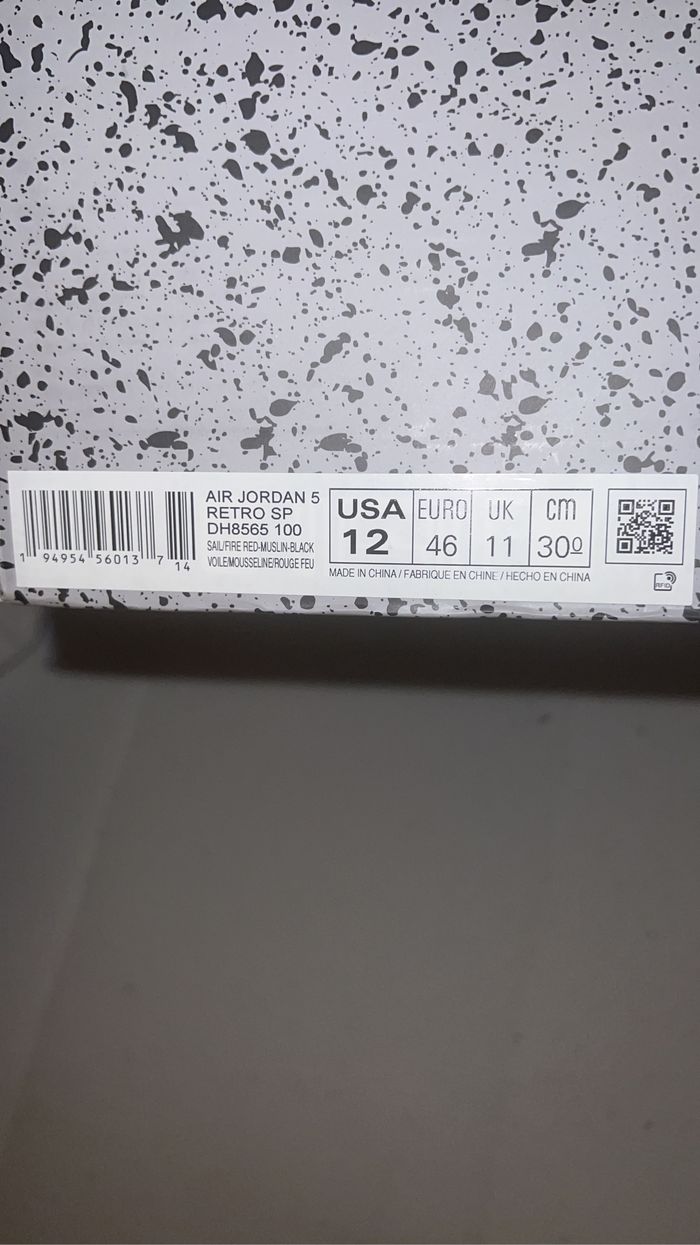 AIR JORDAN 5
RETRO SP
DH8565 100
SAIL/FIRE RED-MUSLIN-BLACK
VOILE/MOUSSELINE/ROUGE FEU
1 94954 56013 7 14
USA EURO UK cm
12 46 11 30º
MADE IN CHINA / FABRIQUE EN CHINE / HECHO EN CHINA
RFID